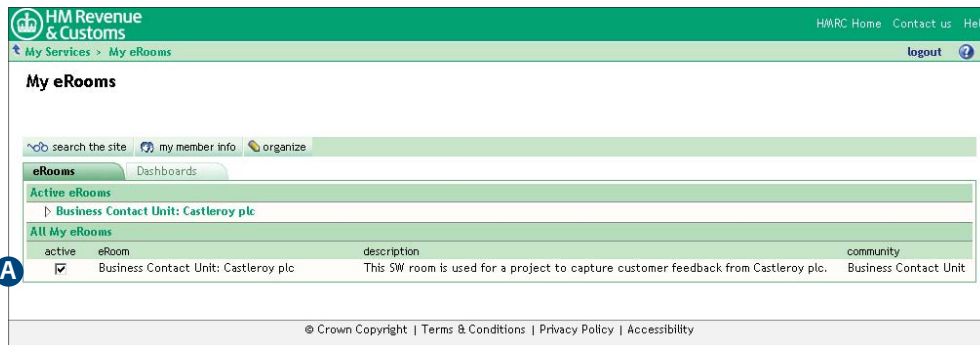 HM Revenue
& Customs
HMRC Home Contact us Hel
My Services > My eRooms
logout ?
My eRooms
search the site my member info organize
eRooms Dashboards
Active eRooms
Business Contact Unit: Castleroy plc
All My eRooms
active eRoom description community
A
Business Contact Unit: Castleroy plc This SW room is used for a project to capture customer feedback from Castleroy plc. Business Contact Unit
© Crown Copyright | Terms & Conditions | Privacy Policy | Accessibility